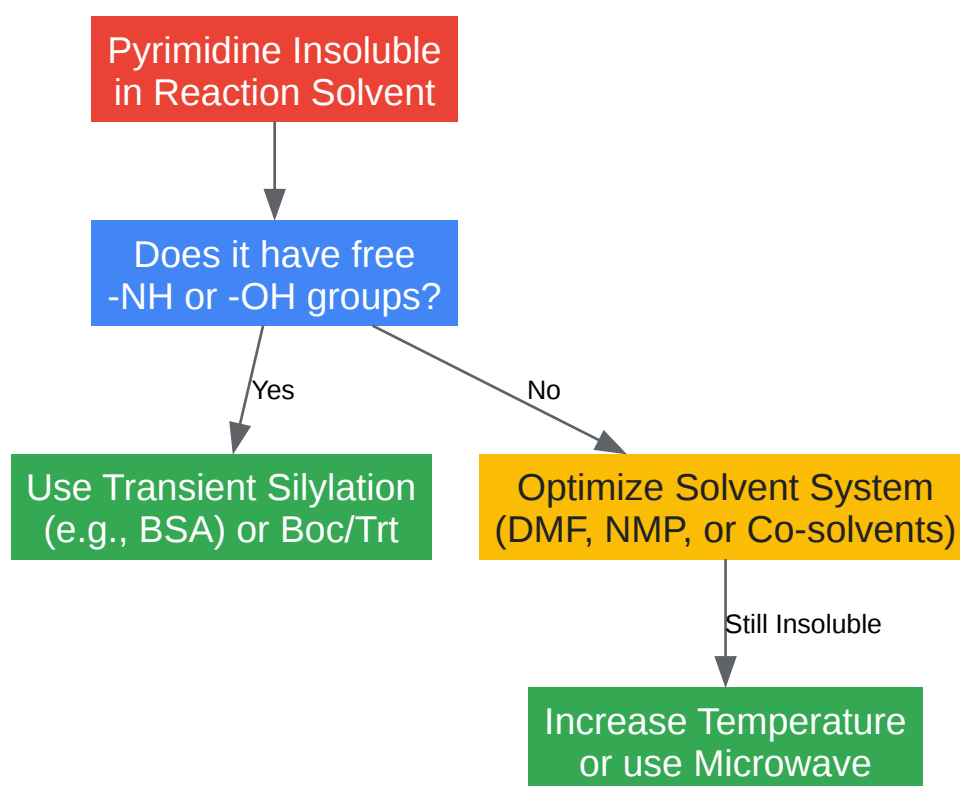 Pyrimidine Insoluble
in Reaction Solvent
Does it have free
-NH or -OH groups?
Yes
No
Use Transient Silylation
(e.g., BSA) or Boc/Trt
Optimize Solvent System
(DMF, NMP, or Co-solvents)
Still Insoluble
Increase Temperature
or use Microwave